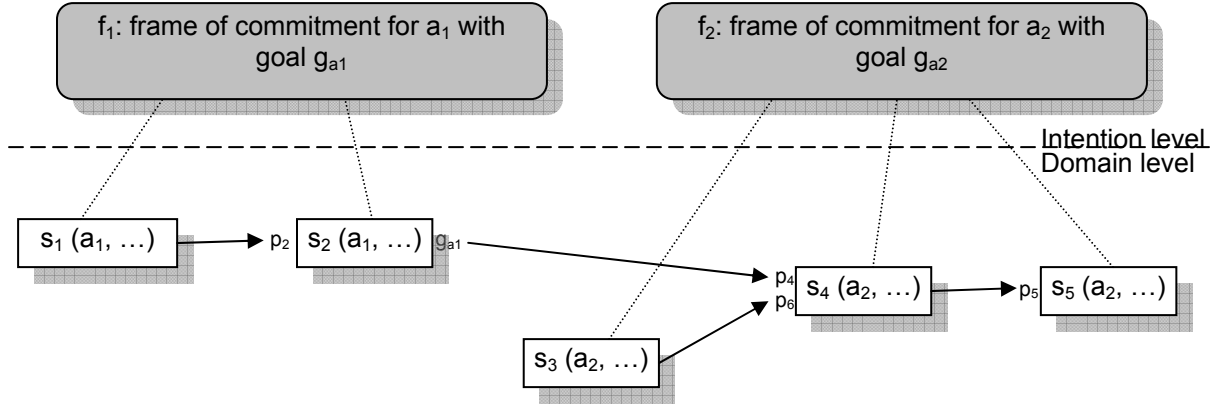 f₁: frame of commitment for a₁ with
goal gₐ₁
f₂: frame of commitment for a₂ with
goal gₐ₂
Intention level
Domain level
s₁ (a₁, …)
p₂
s₂ (a₁, …)
gₐ₁
p₄
p₆
s₄ (a₂, …)
p₅
s₅ (a₂, …)
s₃ (a₂, …)